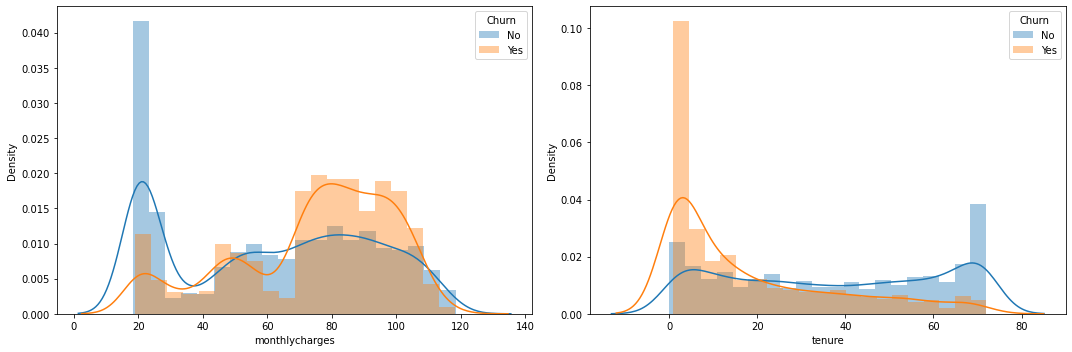 Churn
No
Yes
0.040
0.035
0.030
0.025
0.020
0.015
0.010
0.005
0.000
Density
0
20
40
60
80
100
120
140
monthlycharges
Churn
No
Yes
0.10
0.08
0.06
0.04
0.02
0.00
Density
0
20
40
60
80
tenure